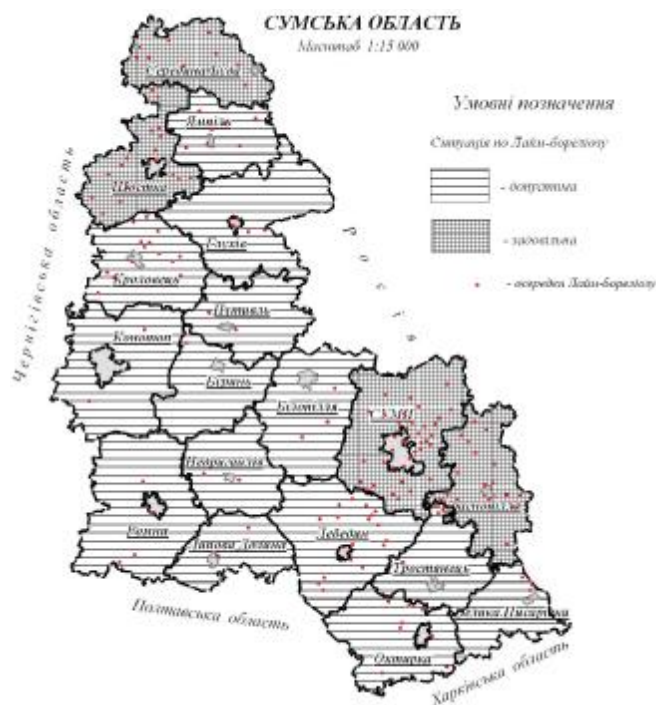 СУМСЬКА ОБЛАСТЬ
Масштаб 1:15 000
Умовні позначення
Ситуація по Лайм-бореліозу
- допустима
- задовільна
- осередки Лайм-бореліозу
Ямпіль
Шостка
Глухів
Кролевець
Путивль
Конотоп
Буринь
Білопілля
СУМИ
Недригайлів
Ромни
Липова Долина
Лебедин
Тростянець
Велика Писарівка
Охтирка
Чернігівська область
Росія
Полтавська область
Харківська область